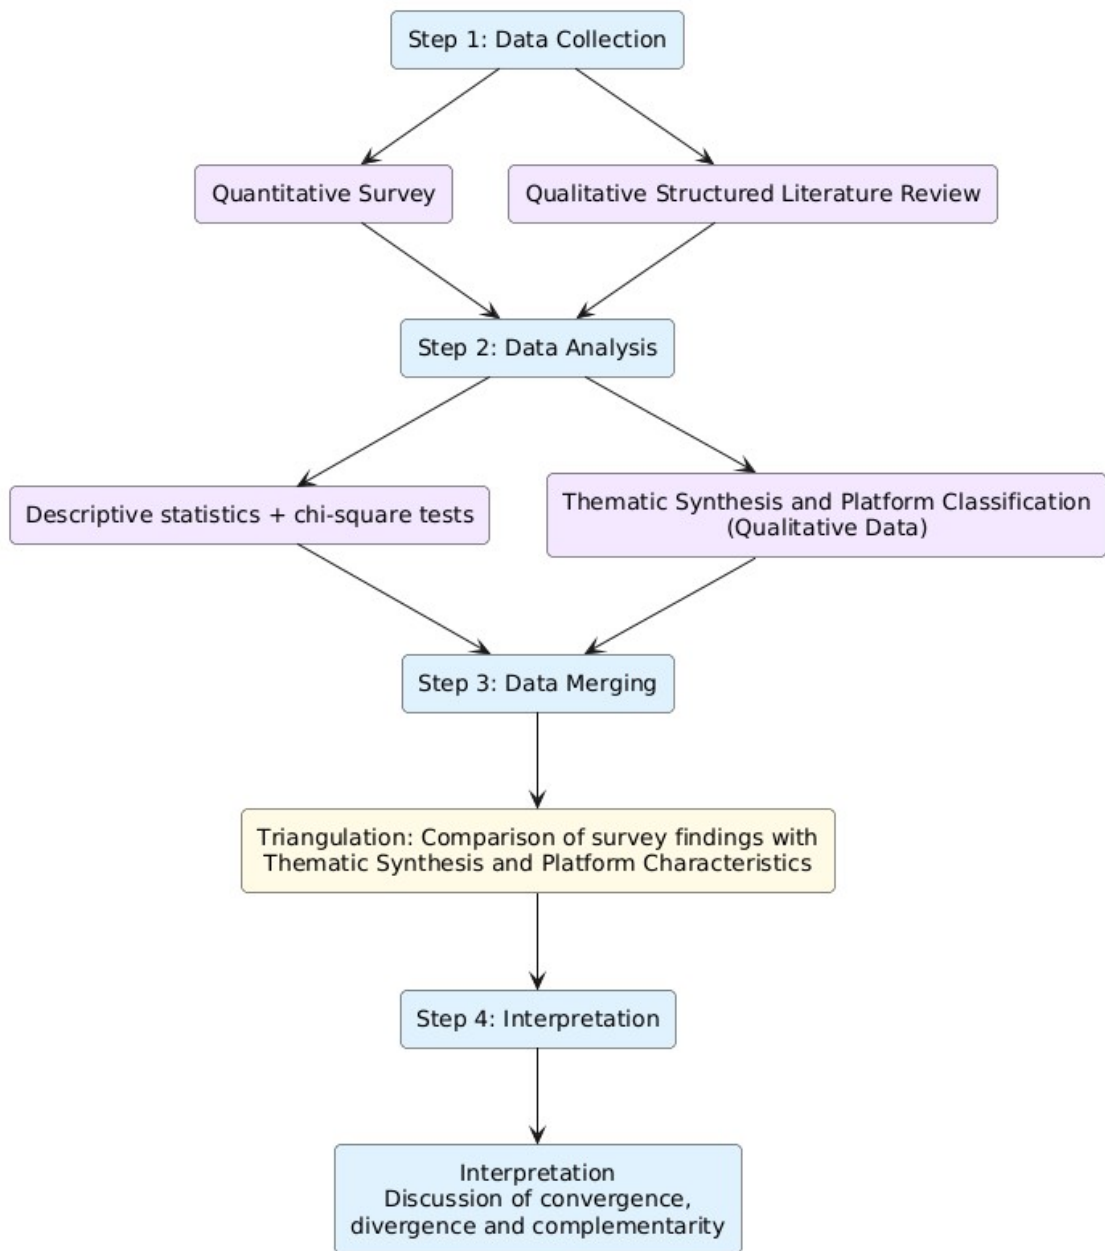 Step 1: Data Collection
Quantitative Survey
Qualitative Structured Literature Review
Step 2: Data Analysis
Descriptive statistics + chi-square tests
Thematic Synthesis and Platform Classification
(Qualitative Data)
Step 3: Data Merging
Triangulation: Comparison of survey findings with
Thematic Synthesis and Platform Characteristics
Step 4: Interpretation
Interpretation
Discussion of convergence,
divergence and complementarity